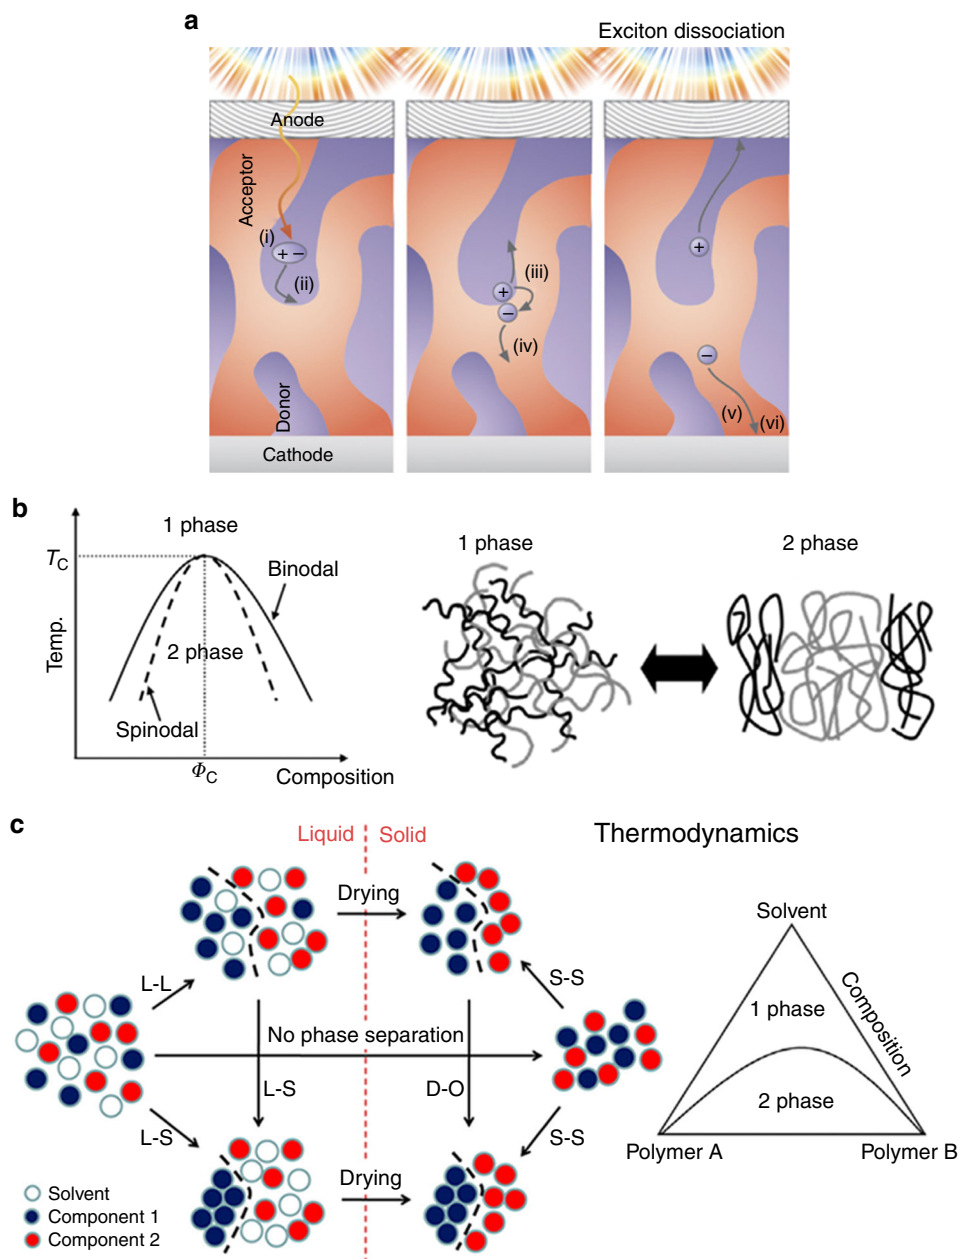 a
Exciton dissociation
Anode
Acceptor
(i)
+ −
(ii)
Donor
Cathode
+
(iii)
−
(iv)
+
−
(v)
(vi)
b
1 phase
T_C
Binodal
Temp.
2 phase
Spinodal
Φ_C
Composition
1 phase
2 phase
c
Liquid
Solid
Thermodynamics
Drying
L-L
S-S
No phase separation
L-S
D-O
L-S
S-S
Drying
Solvent
Component 1
Component 2
Solvent
Composition
1 phase
2 phase
Polymer A
Polymer B